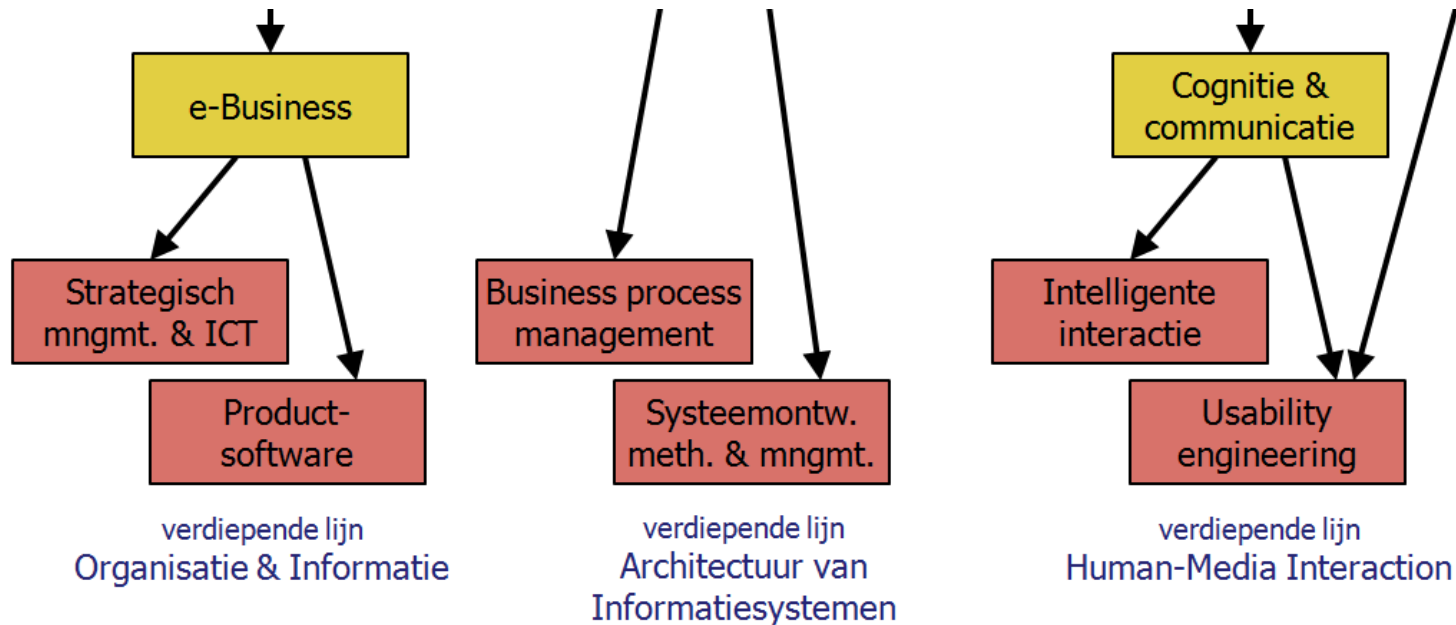 e-Business
Cognitie &
communicatie
Strategisch
mngmt. & ICT
Business process
management
Intelligente
interactie
Product-
software
Systeemontw.
meth. & mngmt.
Usability
engineering
verdiepende lijn
Organisatie & Informatie
verdiepende lijn
Architectuur van
Informatiesystemen
verdiepende lijn
Human-Media Interaction